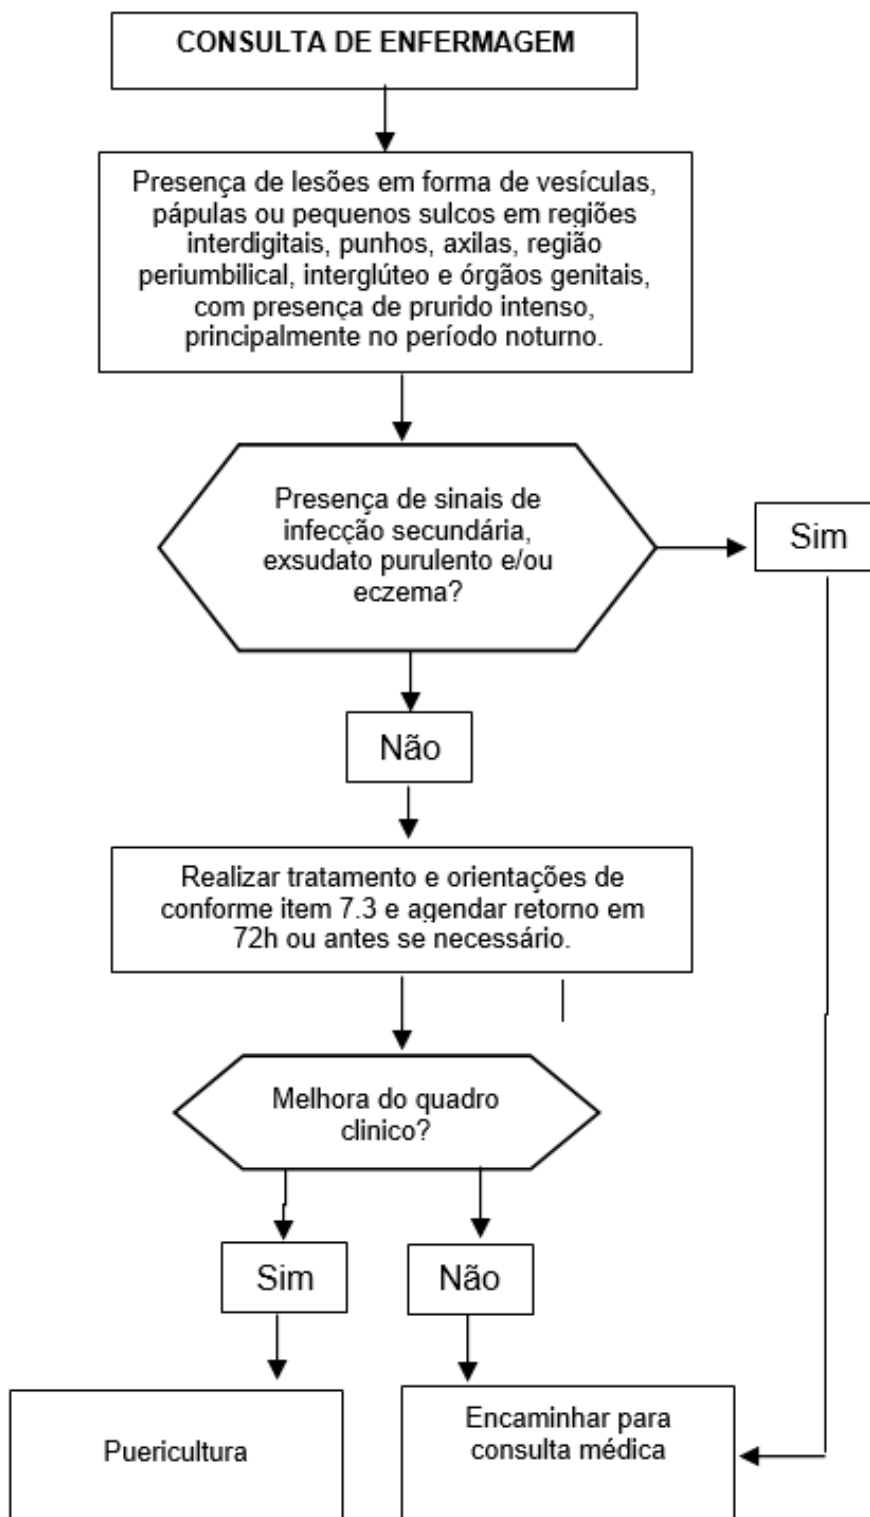 CONSULTA DE ENFERMAGEM
Presença de lesões em forma de vesículas,
pápulas ou pequenos sulcos em regiões
interdigitais, punhos, axilas, região
periumbilical, interglúteo e órgãos genitais,
com presença de prurido intenso,
principalmente no período noturno.
Presença de sinais de
infecção secundária,
exsudato purulento e/ou
eczema?
Sim
Não
Realizar tratamento e orientações de
conforme item 7.3 e agendar retorno em
72h ou antes se necessário.
Melhora do quadro
clinico?
Sim
Não
Puericultura
Encaminhar para
consulta médica